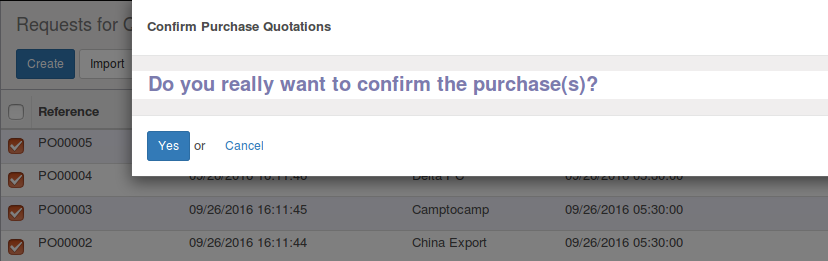 Requests for
Confirm Purchase Quotations
Create Import
Do you really want to confirm the purchase(s)?
Reference
Yes or Cancel
PO00005
PO00004 09/26/2016 16:11:46 Delta PC 09/26/2016 05:30:00
PO00003 09/26/2016 16:11:45 Camptocamp 09/26/2016 05:30:00
PO00002 09/26/2016 16:11:44 China Export 09/26/2016 05:30:00